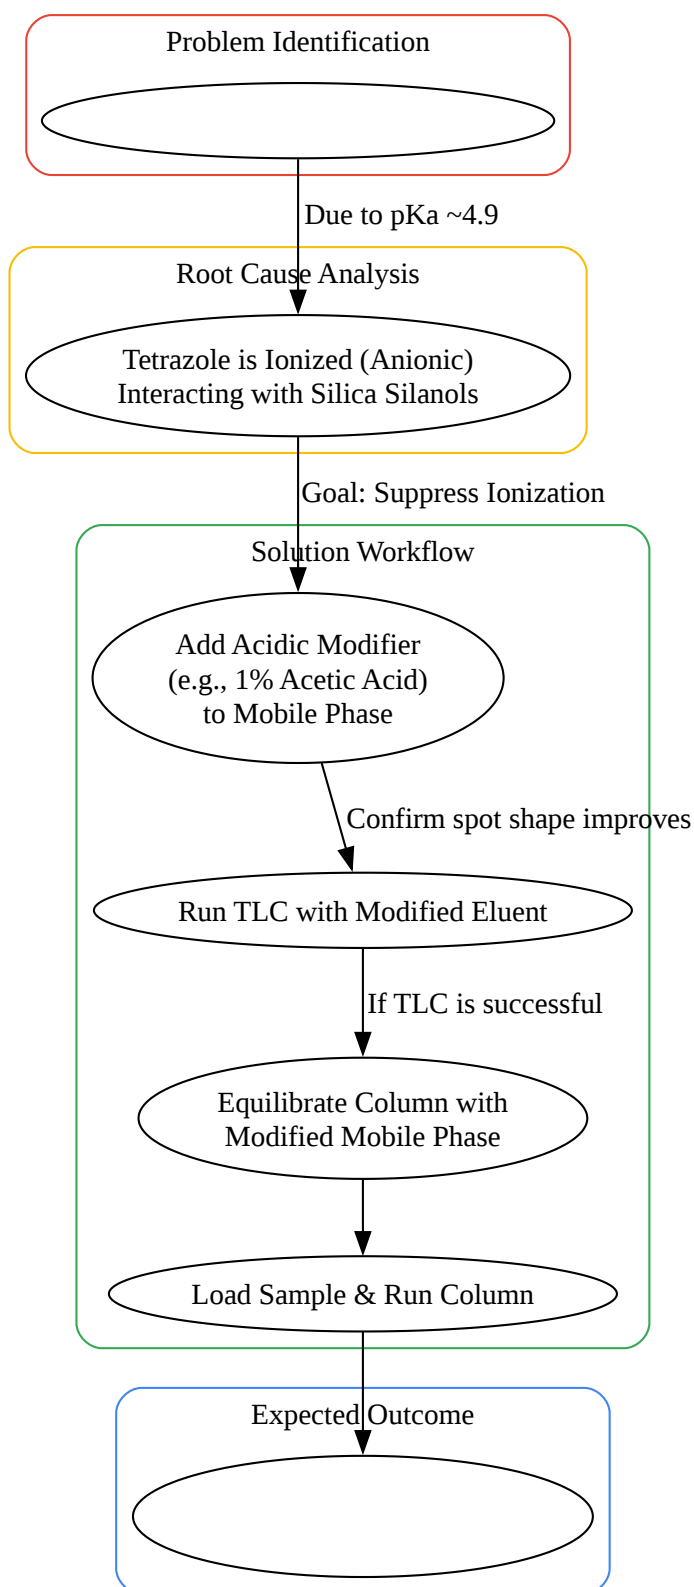 Problem Identification
Due to pKa ~4.9
Root Cause Analysis
Tetrazole is Ionized (Anionic)
Interacting with Silica Silanols
Goal: Suppress Ionization
Solution Workflow
Add Acidic Modifier
(e.g., 1% Acetic Acid)
to Mobile Phase
Confirm spot shape improves
Run TLC with Modified Eluent
If TLC is successful
Equilibrate Column with
Modified Mobile Phase
Load Sample & Run Column
Expected Outcome